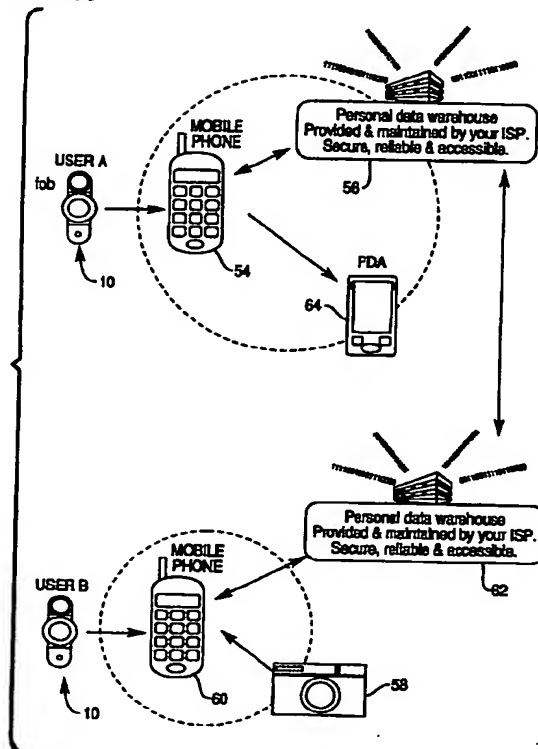 Personal data warehouse
Provided & maintained by your ISP.
Secure, reliable & accessible.
56
MOBILE
PHONE
USER A
fob
10
54
PDA
64
Personal data warehouse
Provided & maintained by your ISP.
Secure, reliable & accessible.
62
MOBILE
PHONE
USER B
10
60
58